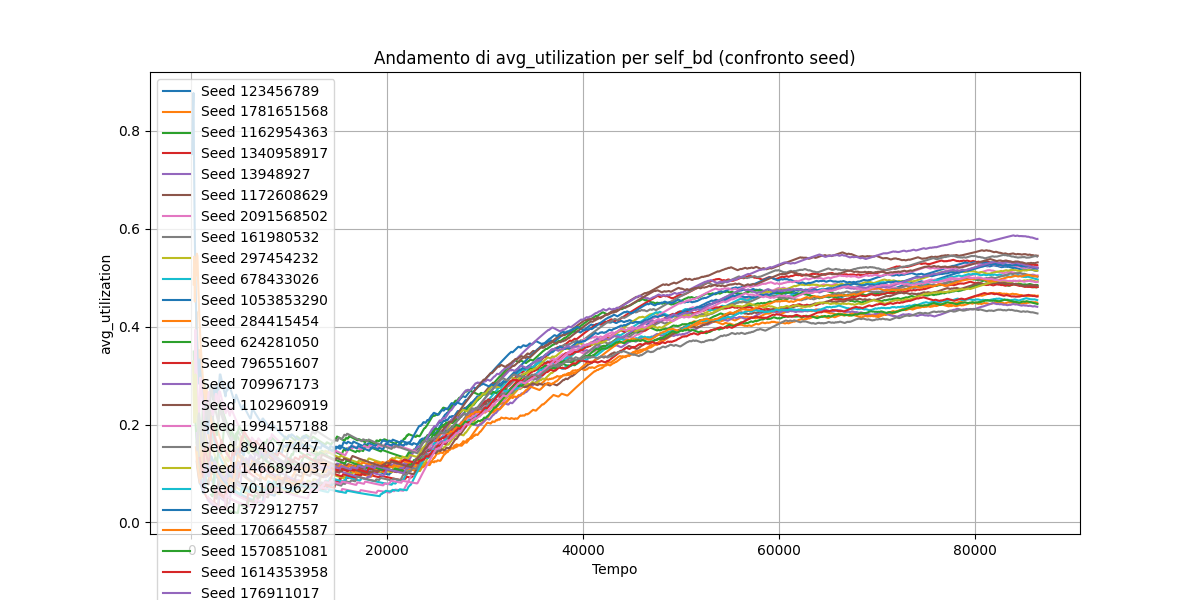 Andamento di avg_utilization per self_bd (confronto seed)
avg_utilization
0.8
0.6
0.4
0.2
0.0
Seed 123456789
Seed 1781651568
Seed 1162954363
Seed 1340958917
Seed 13948927
Seed 1172608629
Seed 2091568502
Seed 161980532
Seed 297454232
Seed 678433026
Seed 1053853290
Seed 284415454
Seed 624281050
Seed 796551607
Seed 709967173
Seed 1102960919
Seed 1994157188
Seed 894077447
Seed 1466894037
Seed 701019622
Seed 372912757
Seed 1706645587
Seed 1570851081
Seed 1614353958
Seed 176911017
0 20000 40000 60000 80000
Tempo